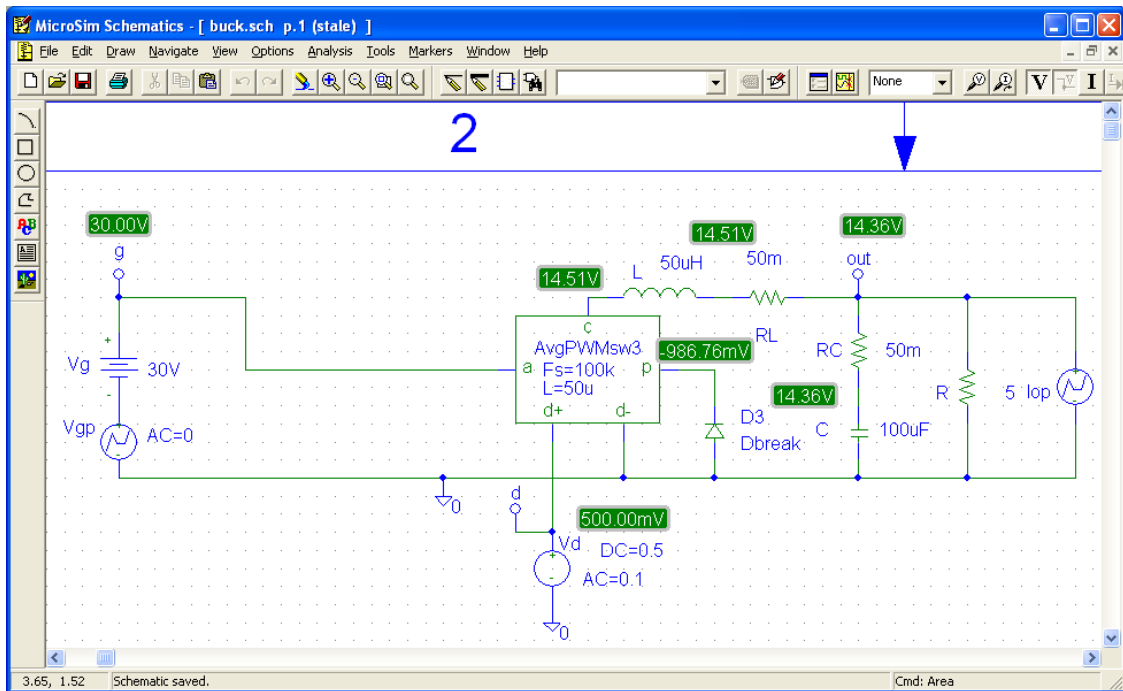 MicroSim Schematics - [ buck.sch p.1 (stale) ]
File Edit Draw Navigate View Options Analysis Tools Markers Window Help
None V V I I
2
30.00V
g
14.51V
14.36V
L 50uH 50m out
14.51V
c
AvgPWMsw3
a Fs=100k p
L=50u
d+ d-
-986.76mV
RL
RC 50m
Vg 30V
+
-
14.36V
R 5 Iop
D3
Dbreak
C 100uF
Vgp AC=0
0
d
500.00mV
Vd DC=0.5
AC=0.1
0
3.65, 1.52 Schematic saved. Cmd: Area